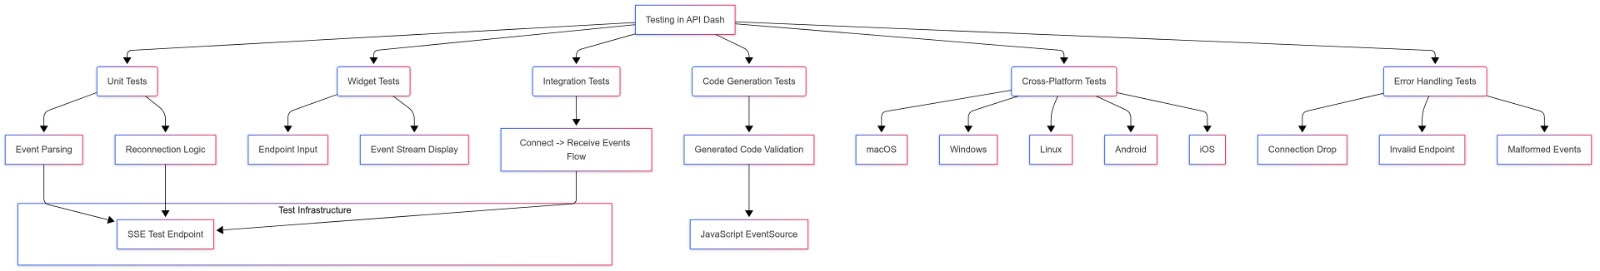 Testing in API Dash
Unit Tests
Widget Tests
Integration Tests
Code Generation Tests
Cross-Platform Tests
Error Handling Tests
Event Parsing
Reconnection Logic
Endpoint Input
Event Stream Display
Connect -> Receive Events
Flow
Generated Code Validation
macOS
Windows
Linux
Android
iOS
Connection Drop
Invalid Endpoint
Malformed Events
Test Infrastructure
SSE Test Endpoint
JavaScript EventSource